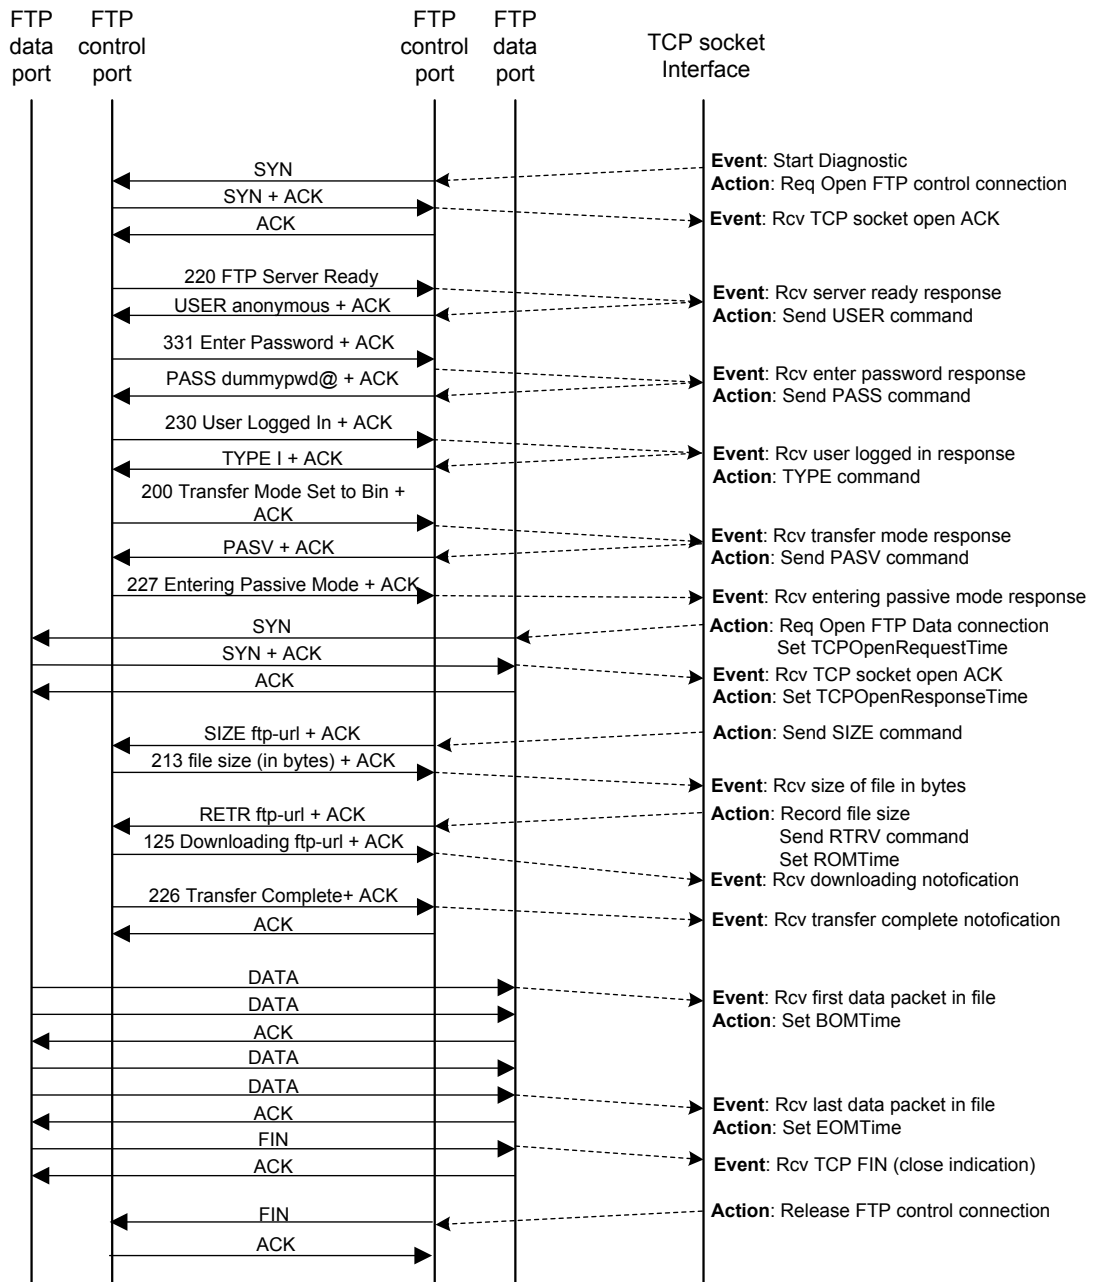 FTP
data
port
FTP
control
port
FTP
control
port
FTP
data
port
TCP socket
Interface
SYN
Event: Start Diagnostic
Action: Req Open FTP control connection
SYN + ACK
Event: Rcv TCP socket open ACK
ACK
220 FTP Server Ready
Event: Rcv server ready response
USER anonymous + ACK
Action: Send USER command
331 Enter Password + ACK
Event: Rcv enter password response
PASS dummypwd@ + ACK
Action: Send PASS command
230 User Logged In + ACK
Event: Rcv user logged in response
TYPE I + ACK
Action: TYPE command
200 Transfer Mode Set to Bin +
ACK
Event: Rcv transfer mode response
PASV + ACK
Action: Send PASV command
227 Entering Passive Mode + ACK
Event: Rcv entering passive mode response
SYN
Action: Req Open FTP Data connection
Set TCPOpenRequestTime
SYN + ACK
Event: Rcv TCP socket open ACK
ACK
Action: Set TCPOpenResponseTime
SIZE ftp-url + ACK
Action: Send SIZE command
213 file size (in bytes) + ACK
Event: Rcv size of file in bytes
RETR ftp-url + ACK
Action: Record file size
Send RTRV command
Set ROMTime
125 Downloading ftp-url + ACK
Event: Rcv downloading notofication
226 Transfer Complete+ ACK
Event: Rcv transfer complete notofication
ACK
DATA
Event: Rcv first data packet in file
DATA
Action: Set BOMTime
ACK
DATA
DATA
Event: Rcv last data packet in file
ACK
Action: Set EOMTime
FIN
Event: Rcv TCP FIN (close indication)
ACK
FIN
Action: Release FTP control connection
ACK